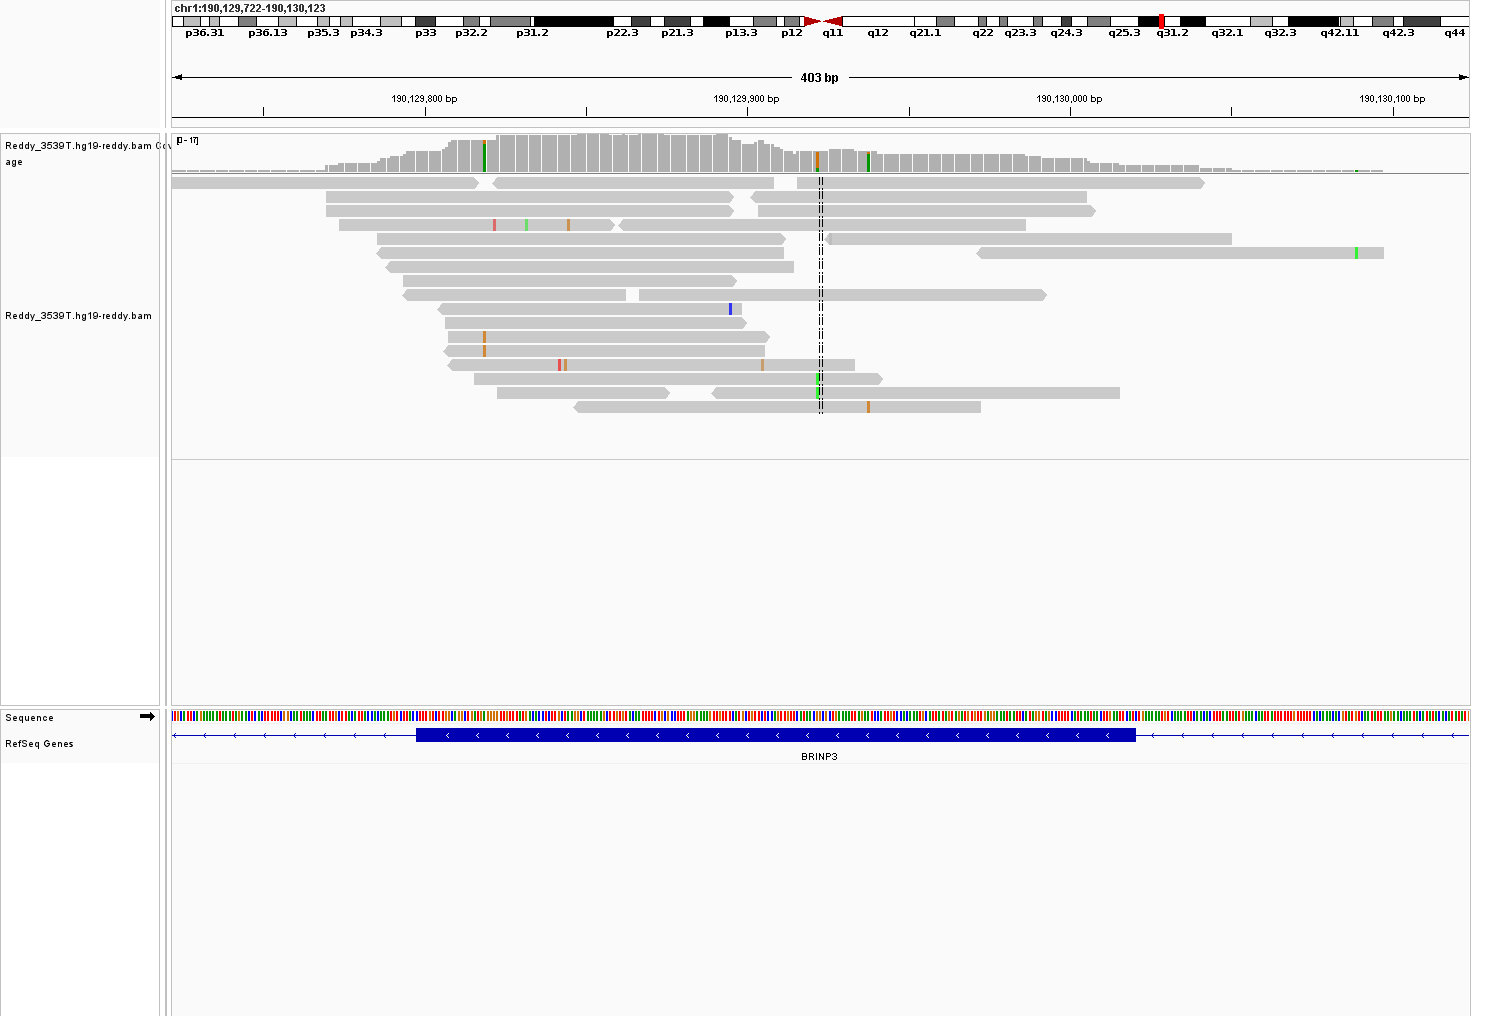 chr1:190,129,722-190,130,123
p36.31 p36.13 p35.3 p34.3 p33 p32.2 p31.2 p22.3 p21.3 p13.3 p12 q11 q12 q21.1 q22 q23.3 q24.3 q25.3 q31.2 q32.1 q32.3 q42.11 q42.3 q44
403 bp
190,129,800 bp 190,129,900 bp 190,130,000 bp 190,130,100 bp
[0 - 17]
Reddy_3539T.hg19-reddy.bam Cov
age
Reddy_3539T.hg19-reddy.bam
Sequence
RefSeq Genes
BRINP3